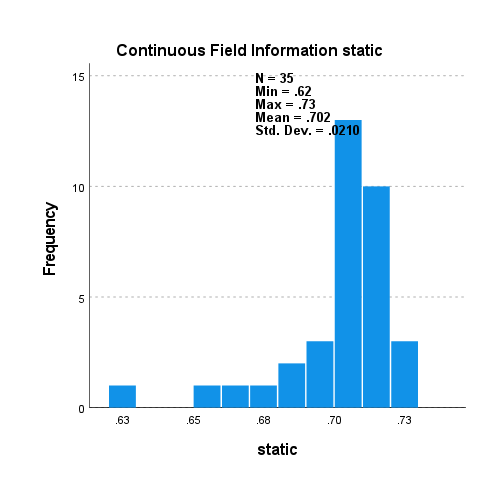 Continuous Field Information static
N = 35
Min = .62
Max = .73
Mean = .702
Std. Dev. = .0210
15
10
5
0
Frequency
.63 .65 .68 .70 .73
static